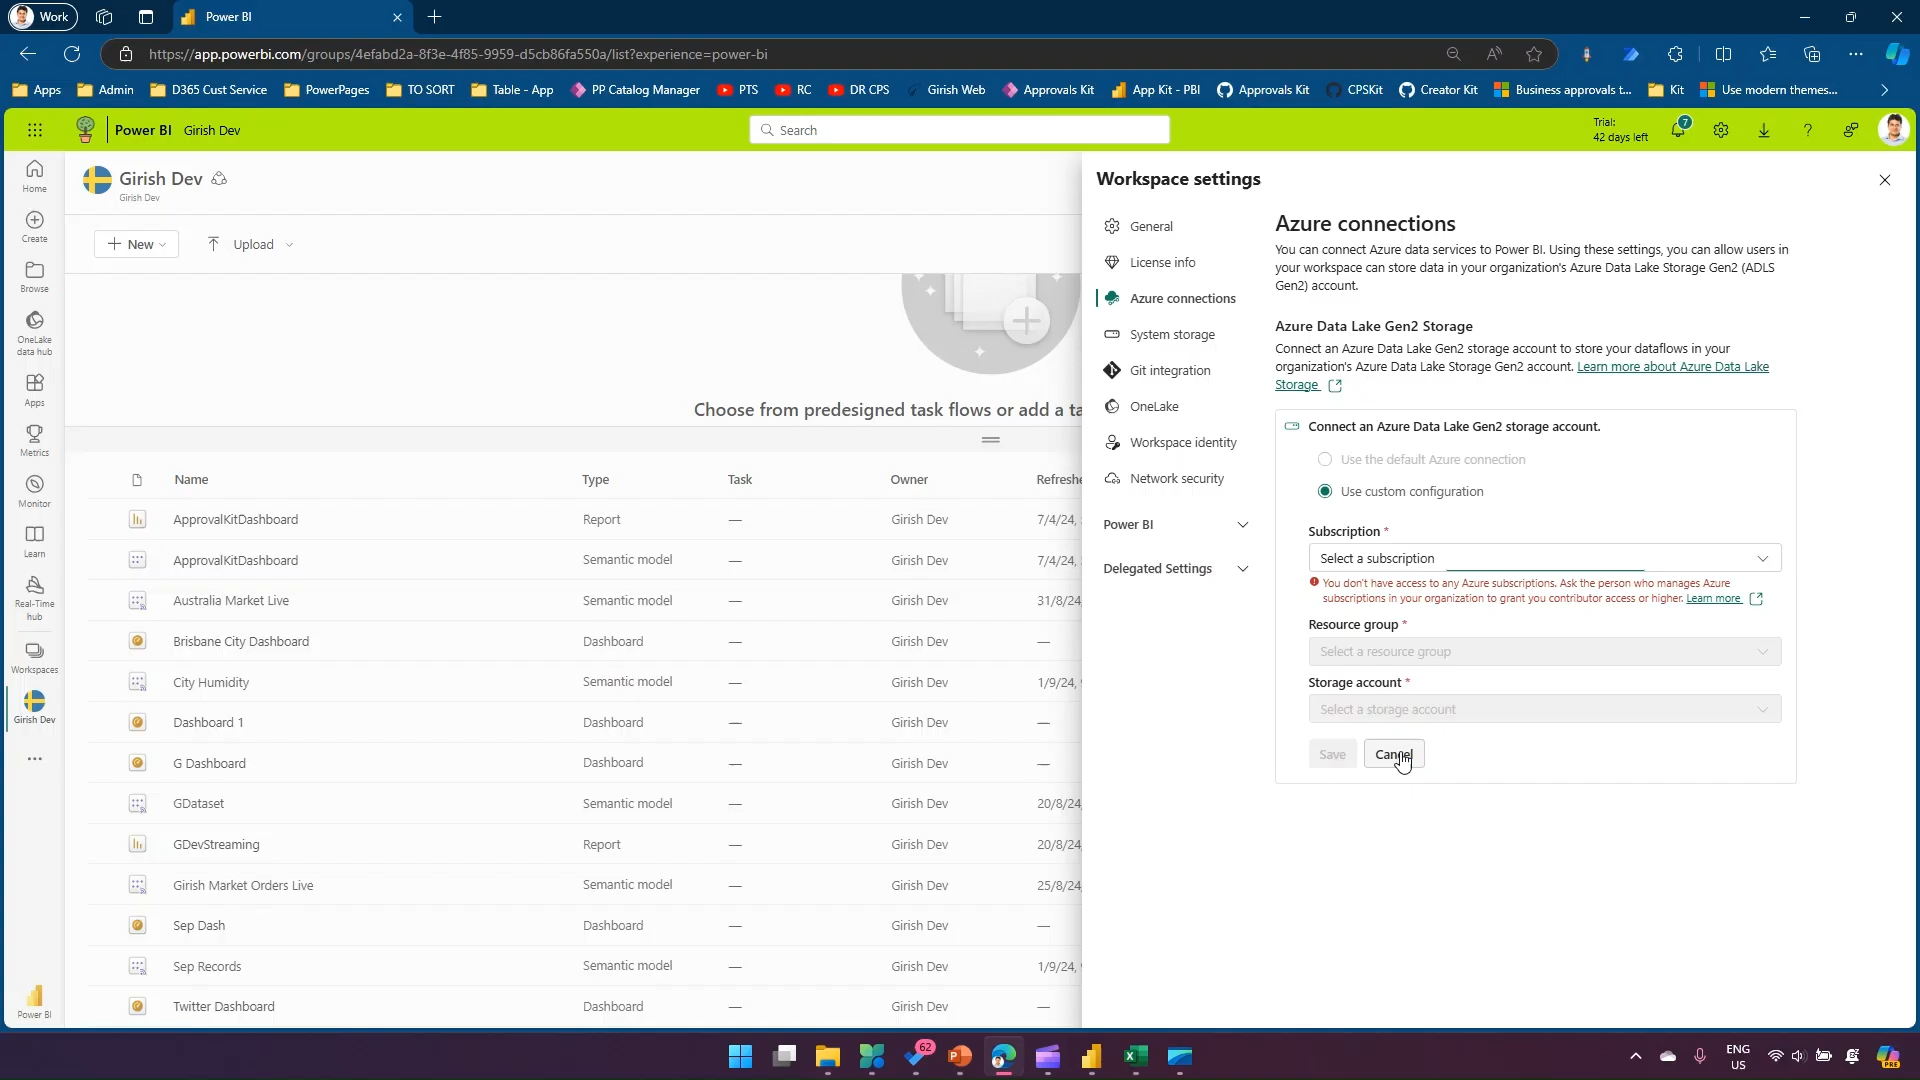 Work
Power BI
https://app.powerbi.com/groups/4efabd2a-8f3e-4f85-9959-d5cb86fa550a/list?experience=power-bi
Apps
Admin
D365 Cust Service
PowerPages
TO SORT
Table - App
PP Catalog Manager
PTS
RC
DR CPS
Girish Web
Approvals Kit
App Kit - PBI
Approvals Kit
CPSKit
Creator Kit
Business approvals t...
Kit
Use modern themes...
Power BI
Girish Dev
Search
Trial:
42 days left
7
Home
Create
Browse
OneLake
data hub
Apps
Metrics
Monitor
Learn
Real-Time
hub
Workspaces
Girish Dev
Power BI
Girish Dev
Girish Dev
New
Upload
Choose from predesigned task flows or add a ta
Name Type Task Owner Refreshe
ApprovalKitDashboard Report — Girish Dev 7/4/24,
ApprovalKitDashboard Semantic model — Girish Dev 7/4/24,
Australia Market Live Semantic model — Girish Dev 31/8/24
Brisbane City Dashboard Dashboard — Girish Dev —
City Humidity Semantic model — Girish Dev 1/9/24,
Dashboard 1 Dashboard — Girish Dev —
G Dashboard Dashboard — Girish Dev —
GDataset Semantic model — Girish Dev 20/8/24
GDevStreaming Report — Girish Dev 20/8/24
Girish Market Orders Live Semantic model — Girish Dev 25/8/24
Sep Dash Dashboard — Girish Dev —
Sep Records Semantic model — Girish Dev 1/9/24,
Twitter Dashboard Dashboard — Girish Dev —
Workspace settings
General
License info
Azure connections
System storage
Git integration
OneLake
Workspace identity
Network security
Power BI
Delegated Settings
Azure connections
You can connect Azure data services to Power BI. Using these settings, you can allow users in
your workspace can store data in your organization's Azure Data Lake Storage Gen2 (ADLS
Gen2) account.
Azure Data Lake Gen2 Storage
Connect an Azure Data Lake Gen2 storage account to store your dataflows in your
organization's Azure Data Lake Storage Gen2 account. Learn more about Azure Data Lake
Storage
Connect an Azure Data Lake Gen2 storage account.
Use the default Azure connection
Use custom configuration
Subscription *
Select a subscription
You don't have access to any Azure subscriptions. Ask the person who manages Azure
subscriptions in your organization to grant you contributor access or higher. Learn more
Resource group *
Select a resource group
Storage account *
Select a storage account
Save
Cancel
62
ENG
US
PRE